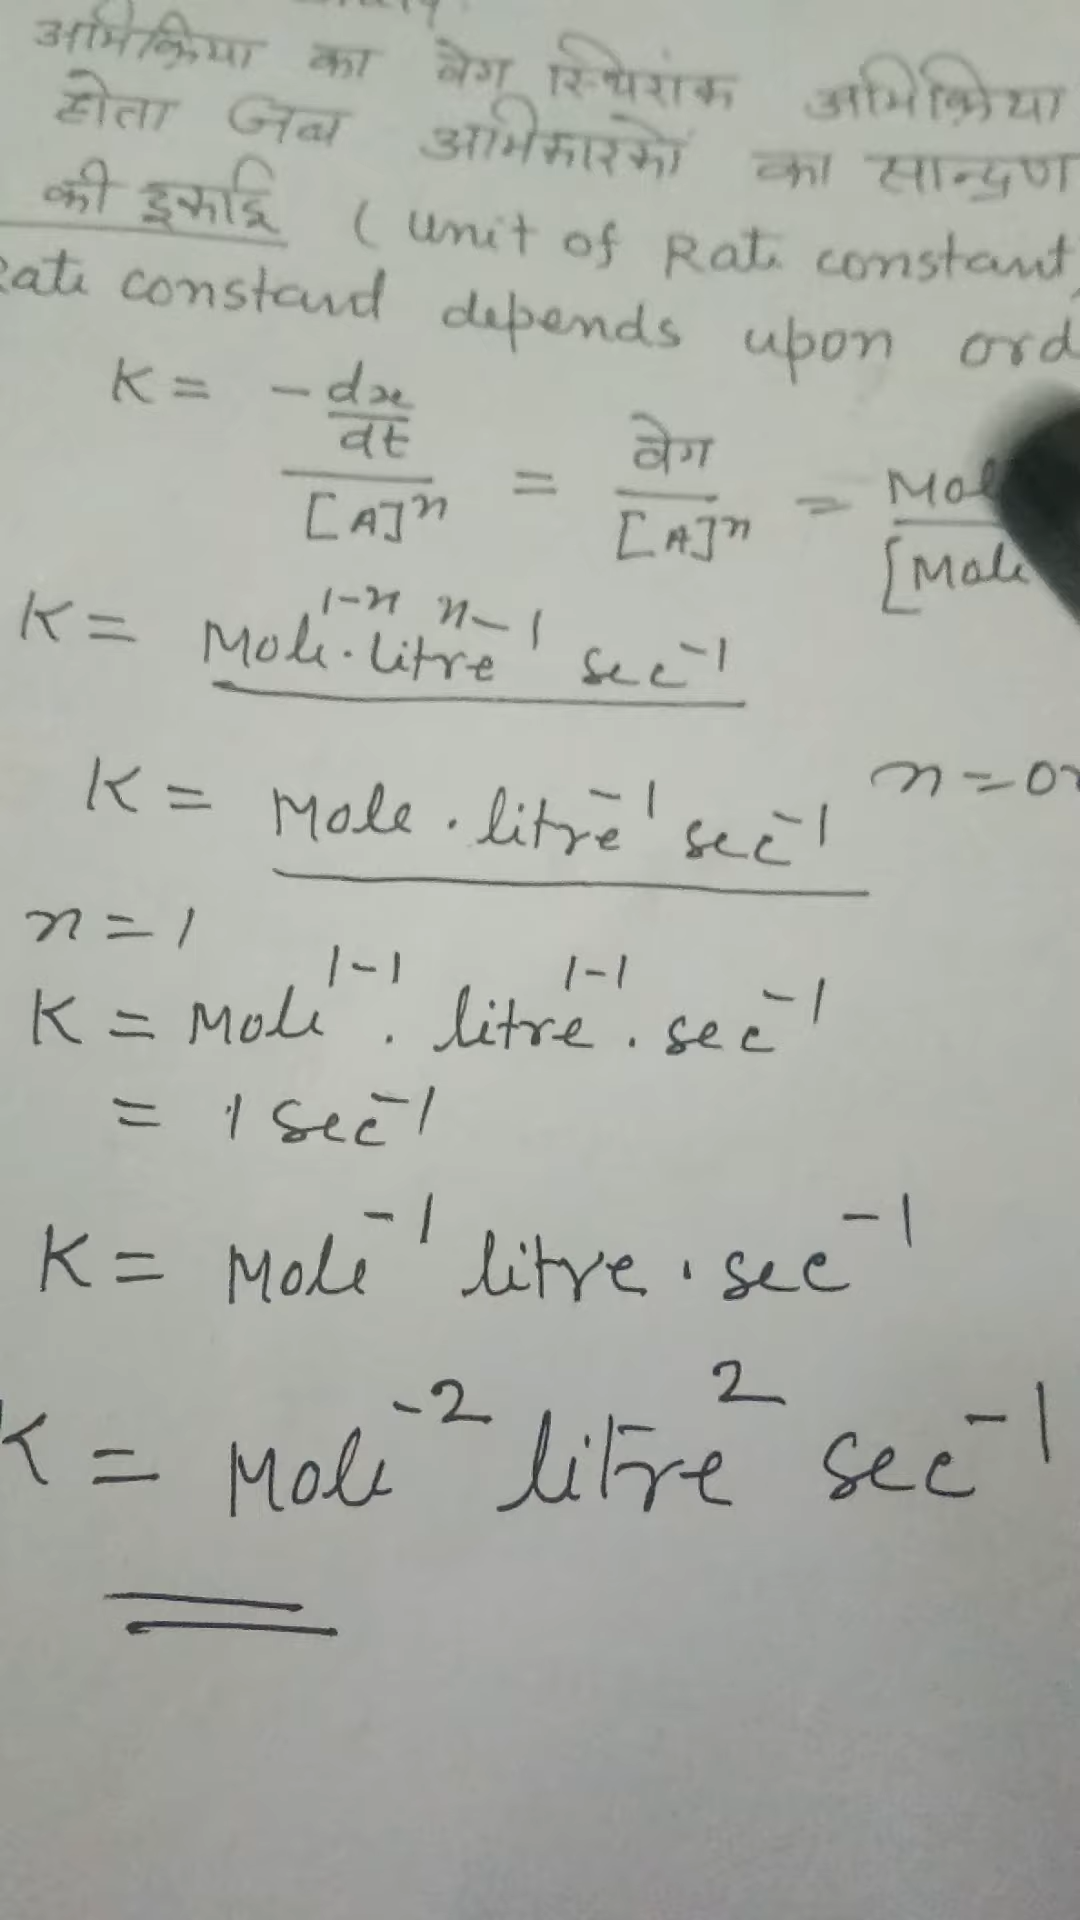 अभिक्रिया का वेग स्थिरांक अभिक्रिया
होता जब अभिकारकों का सान्द्रण
की इकाई ( unit of Rate constant
Rate constand depends upon ord
K = -dx/dt / [A]^n = वेग / [A]^n = Mol / [Mole
K = Mole^1-n . litre^n-1 sec^-1
K = Mole . litre^-1 sec^-1 n = 0
n = 1
K = Mole^1-1 . litre^1-1 . sec^-1
= 1 sec^-1
K = Mole^-1 litre . sec^-1
K = Mole^-2 litre^2 sec^-1